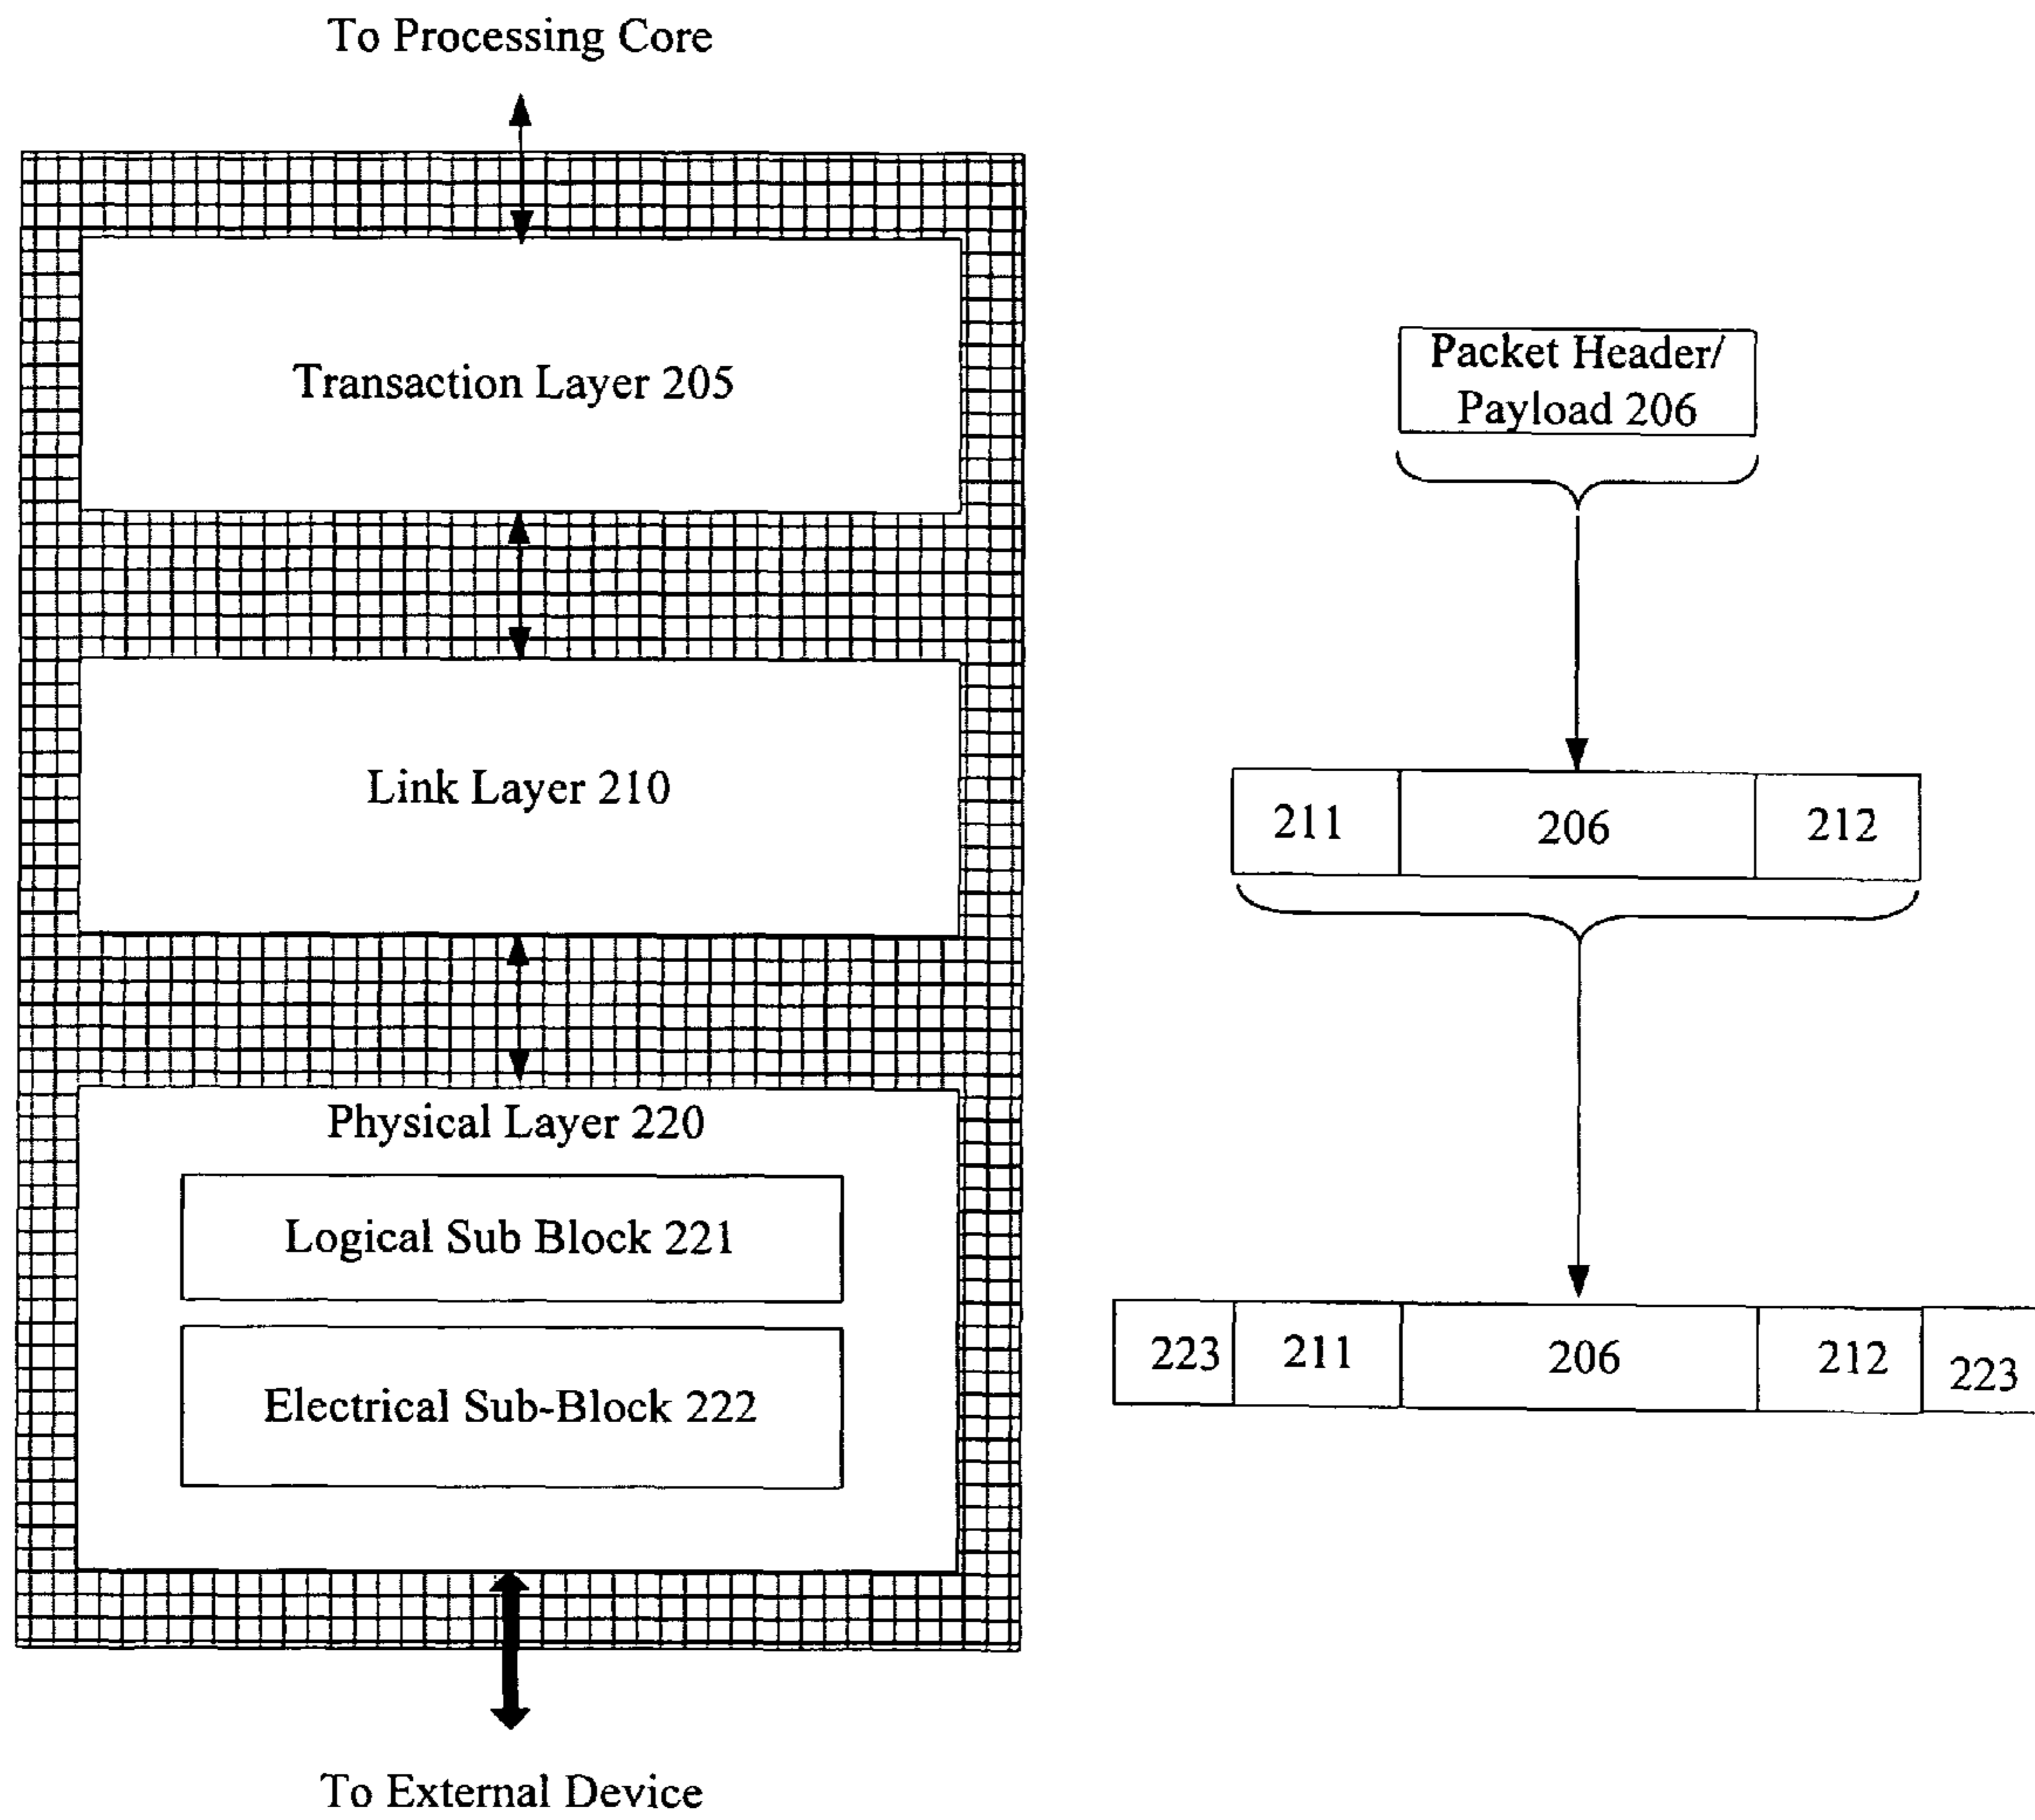 To Processing Core
Transaction Layer 205
Packet Header/
Payload 206
Link Layer 210
211 206 212
Physical Layer 220
Logical Sub Block 221
Electrical Sub-Block 222
223 211 206 212 223
To External Device